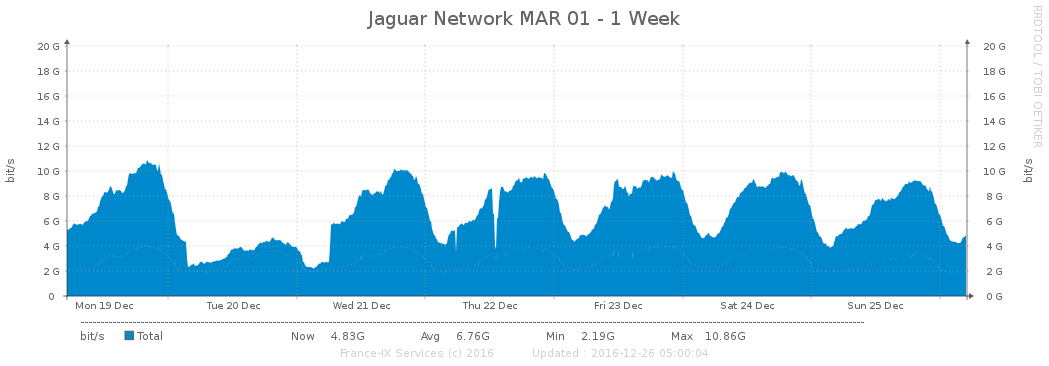 Jaguar Network MAR 01 - 1 Week
RRDTOOL / TOBI OETIKER
bit/s
bit/s
20 G 20 G
18 G 18 G
16 G 16 G
14 G 14 G
12 G 12 G
10 G 10 G
8 G 8 G
6 G 6 G
4 G 4 G
2 G 2 G
0 0 G
Mon 19 Dec Tue 20 Dec Wed 21 Dec Thu 22 Dec Fri 23 Dec Sat 24 Dec Sun 25 Dec
bit/s Total Now 4.83G Avg 6.76G Min 2.19G Max 10.86G
France-IX Services (c) 2016 Updated : 2016-12-26 05:00:04